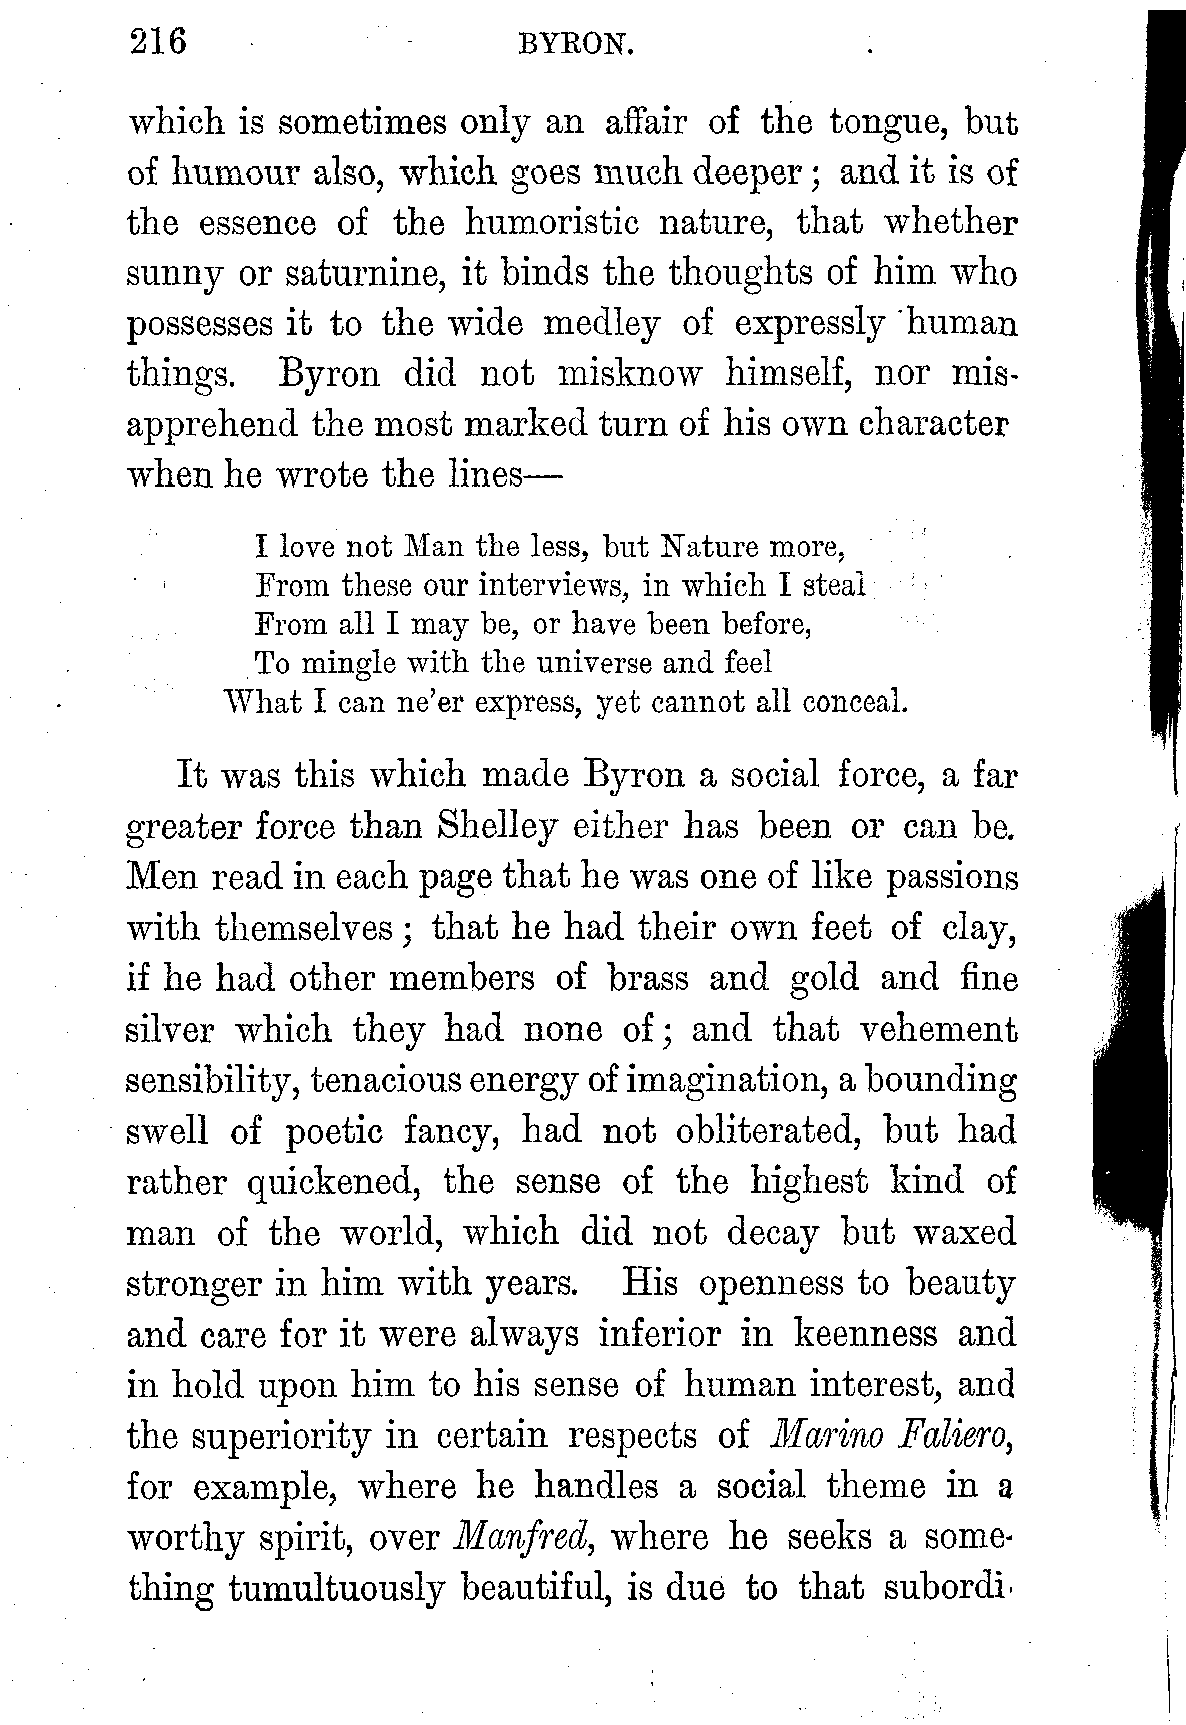 216 BYRON.
which is sometimes only an affair of the tongue, but
of humour also, which goes much deeper; and it is of
the essence of the humoristic nature, that whether
sunny or saturnine, it binds the thoughts of him who
possesses it to the wide medley of expressly human
things. Byron did not misknow himself, nor mis-
apprehend the most marked turn of his own character
when he wrote the lines—
I love not Man the less, but Nature more,
From these our interviews, in which I steal
From all I may be, or have been before,
To mingle with the universe and feel
What I can ne'er express, yet cannot all conceal.
It was this which made Byron a social force, a far
greater force than Shelley either has been or can be.
Men read in each page that he was one of like passions
with themselves; that he had their own feet of clay,
if he had other members of brass and gold and fine
silver which they had none of; and that vehement
sensibility, tenacious energy of imagination, a bounding
swell of poetic fancy, had not obliterated, but had
rather quickened, the sense of the highest kind of
man of the world, which did not decay but waxed
stronger in him with years. His openness to beauty
and care for it were always inferior in keenness and
in hold upon him to his sense of human interest, and
the superiority in certain respects of Marino Faliero,
for example, where he handles a social theme in a
worthy spirit, over Manfred, where he seeks a some-
thing tumultuously beautiful, is due to that subordi-